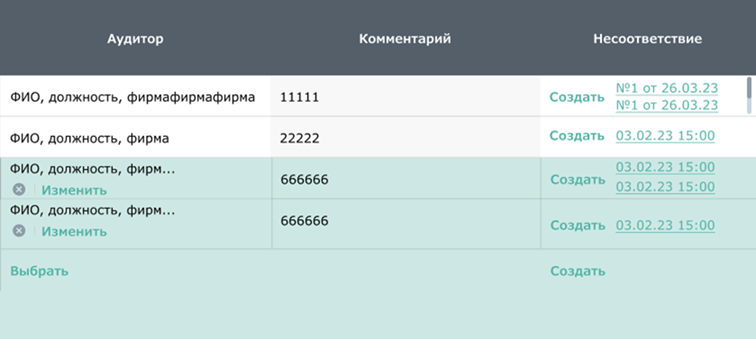 Аудитор Комментарий Несоответствие
ФИО, должность, фирмафирмафирма 11111 Создать №1 от 26.03.23
№1 от 26.03.23
ФИО, должность, фирма 22222 Создать 03.02.23 15:00
ФИО, должность, фирм... 666666 Создать 03.02.23 15:00
Изменить 03.02.23 15:00
ФИО, должность, фирм... 666666 Создать 03.02.23 15:00
Изменить
Выбрать Создать